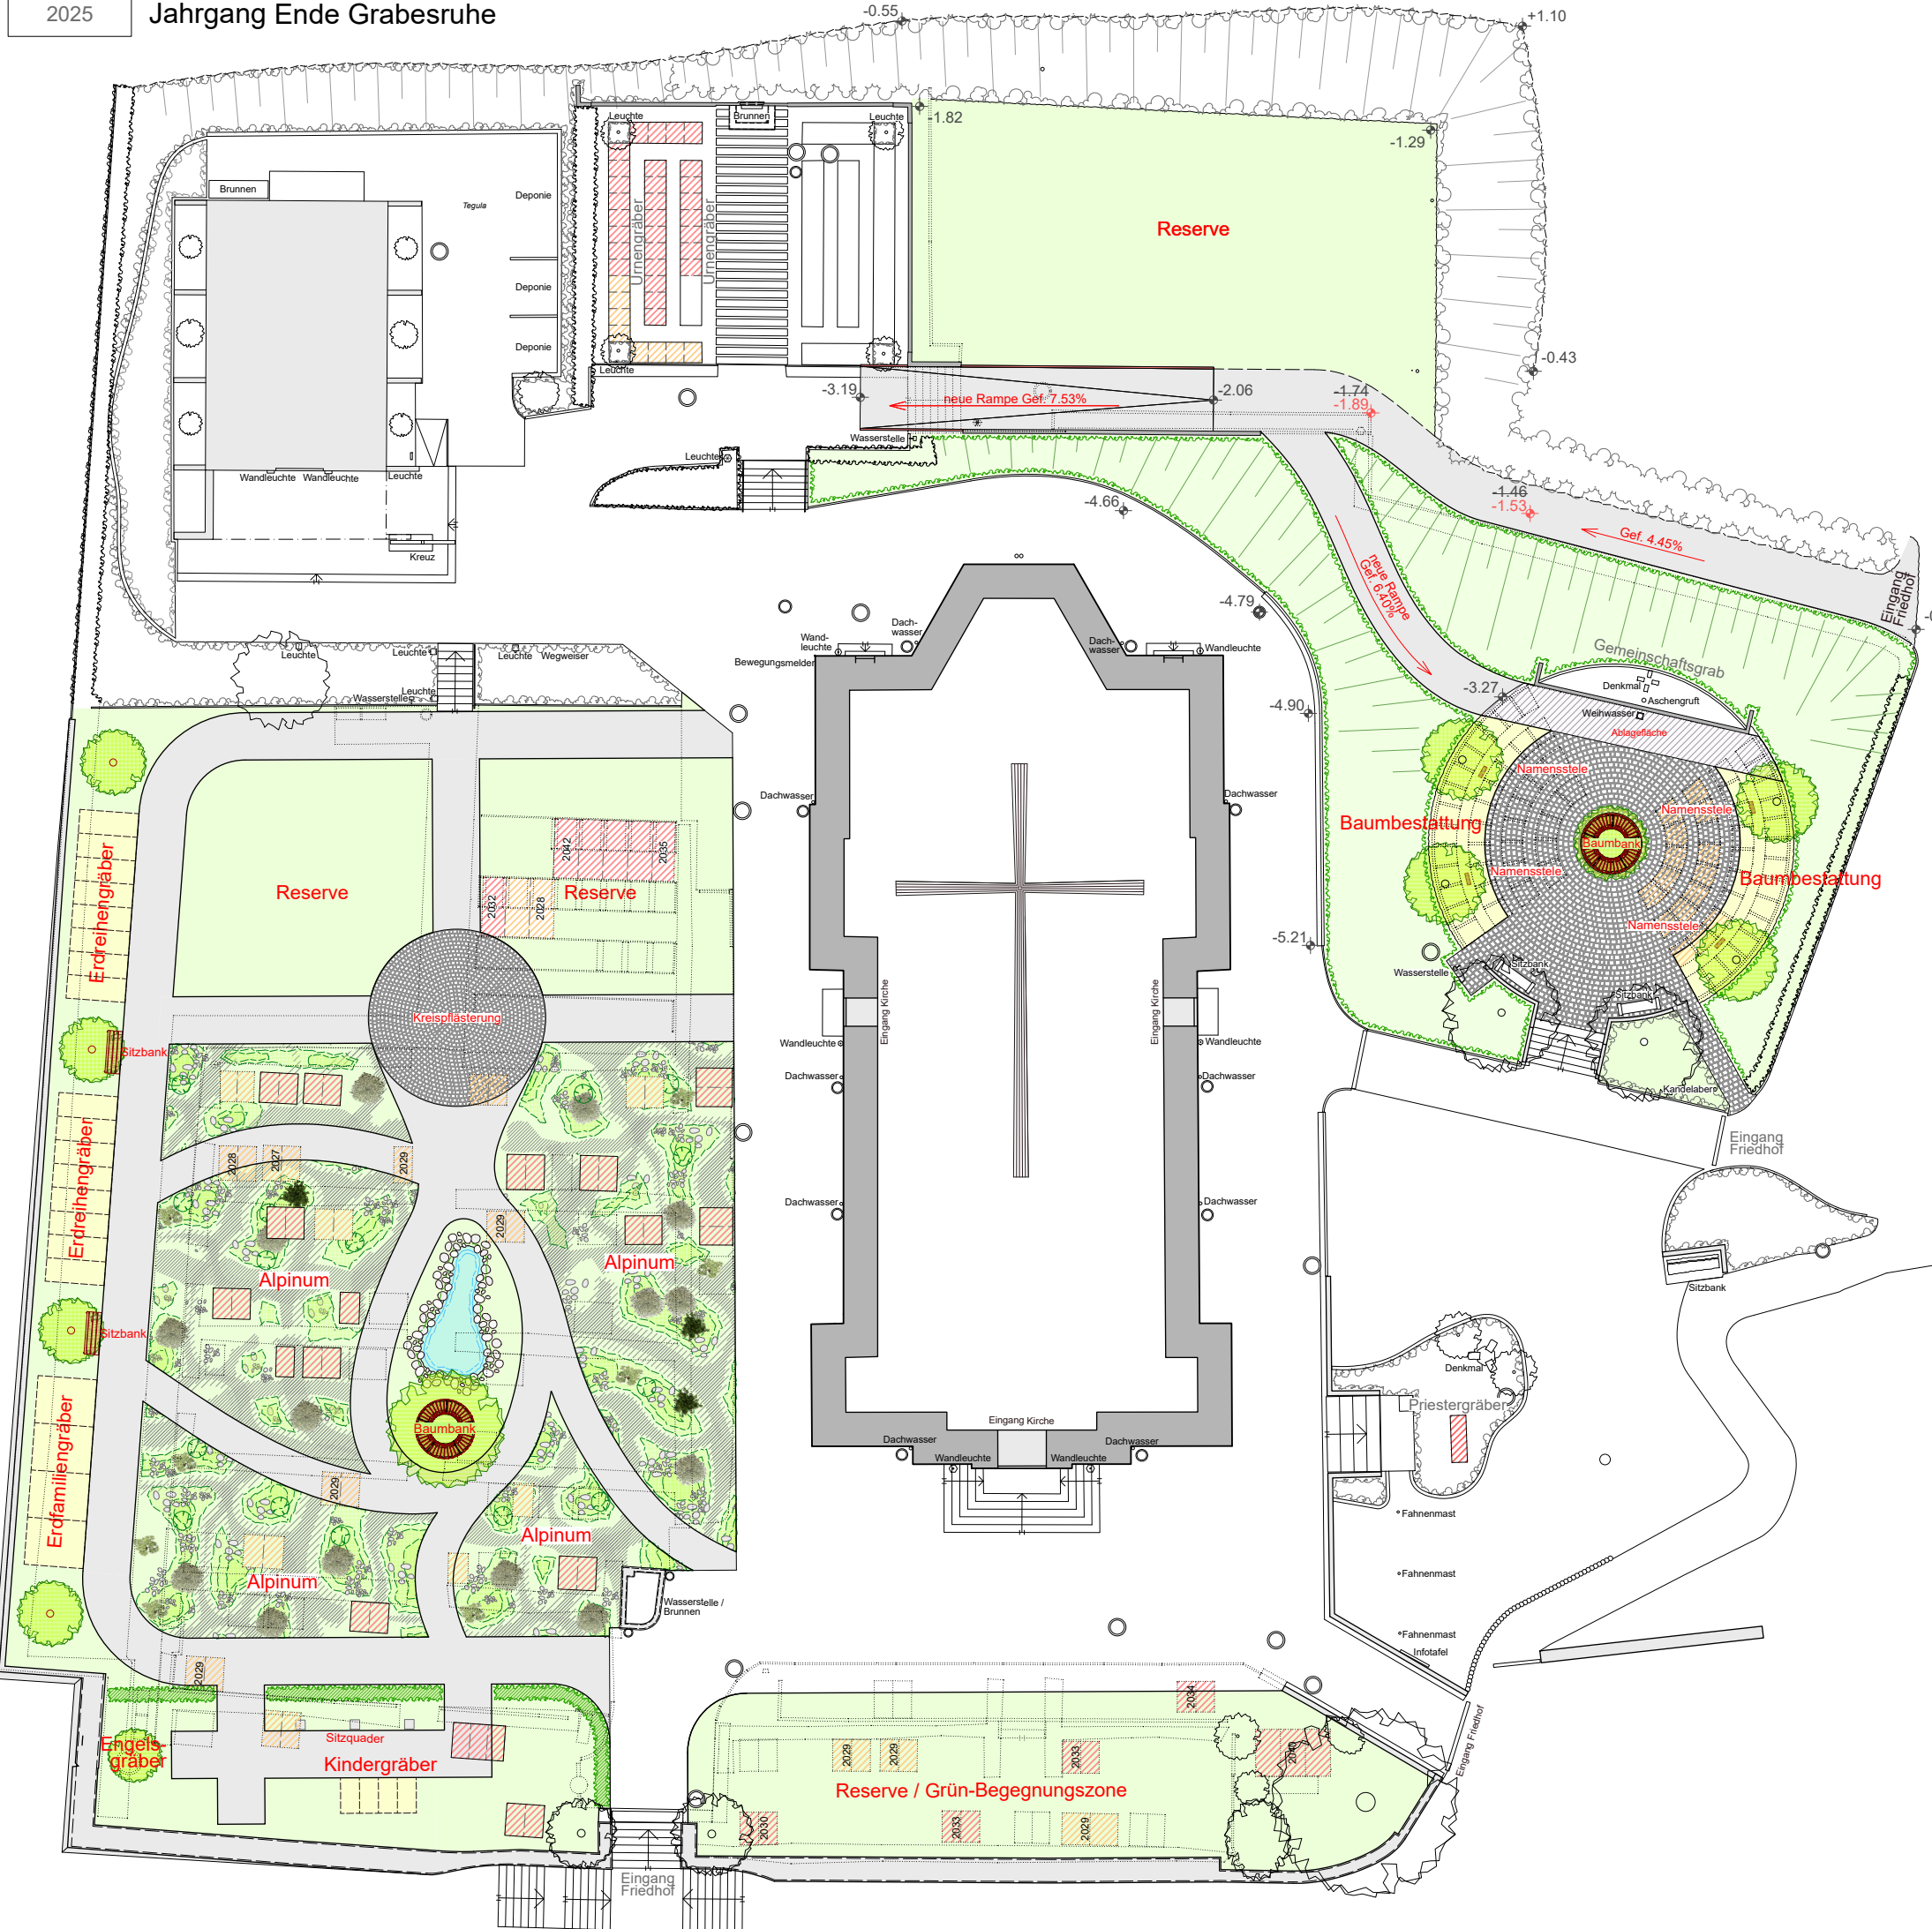 2025
Jahrgang Ende Grabesruhe
-0.55
+1.10
Leuchte
Brunnen
Leuchte
-1.82
-1.29
Brunnen
Tegula
Deponie
Urnengräber
Urnengräber
Reserve
Deponie
Deponie
Leuchte
-0.43
-3.19
neue Rampe Gef. 7.53%
-2.06
-1.74
-1.89
Wasserstelle
Leuchte
Wandleuchte
Wandleuchte
Leuchte
-4.66
-1.46
-1.53
Gef. 4.45%
Kreuz
neue Rampe
Gef. 6.40%
Eingang
Friedhof
-4.79
Dach-
wasser
Wand-
leuchte
Bewegungsmelder
Dach-
wasser
Wandleuchte
Leuchte
Leuchte
Leuchte
Wegweiser
Leuchte
Wasserstelle
Gemeinschaftsgrab
Denkmal
Aschengruft
Weihwasser
Ablagefläche
-3.27
-4.90
Namensstele
Namensstele
Dachwasser
Dachwasser
Baumbestattung
Baumbank
Namensstele
Baumbestattung
Namensstele
Erdreihengräber
Reserve
2042
2035
Reserve
2032
2028
-5.21
Wasserstelle
Sitzbank
Sitzbank
Kreispflästerung
Eingang Kirche
Eingang Kirche
Sitzbank
Wandleuchte
Wandleuchte
Dachwasser
Dachwasser
Kandelaber
Eingang
Friedhof
Erdreihengräber
2028
2027
2029
Dachwasser
Dachwasser
2029
Alpinum
Alpinum
Sitzbank
Sitzbank
Denkmal
Priestergräber
Erdfamiliengräber
Baumbank
Eingang Kirche
Dachwasser
Dachwasser
Wandleuchte
Wandleuchte
2029
Fahnenmast
Alpinum
Alpinum
Fahnenmast
Wasserstelle /
Brunnen
Fahnenmast
Infotafel
2029
2034
Eingang Friedhof
Engels-
gräber
Sitzquader
Kindergräber
2029
2029
2033
2040
Reserve / Grün-Begegnungszone
2030
2033
2029
Eingang
Friedhof